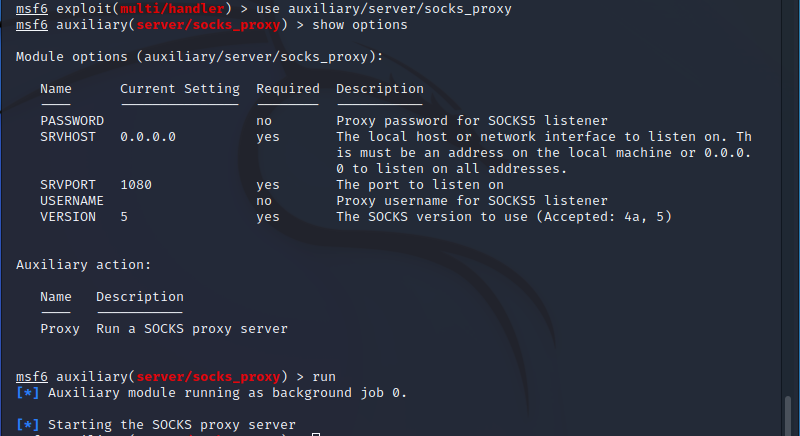 msf6 exploit(multi/handler) > use auxiliary/server/socks_proxy
msf6 auxiliary(server/socks_proxy) > show options
Module options (auxiliary/server/socks_proxy):
Name Current Setting Required Description
PASSWORD no Proxy password for SOCKS5 listener
SRVHOST 0.0.0.0 yes The local host or network interface to listen on. Th
is must be an address on the local machine or 0.0.0.
0 to listen on all addresses.
SRVPORT 1080 yes The port to listen on
USERNAME no Proxy username for SOCKS5 listener
VERSION 5 yes The SOCKS version to use (Accepted: 4a, 5)
Auxiliary action:
Name Description
Proxy Run a SOCKS proxy server
msf6 auxiliary(server/socks_proxy) > run
[*] Auxiliary module running as background job 0.
[*] Starting the SOCKS proxy server